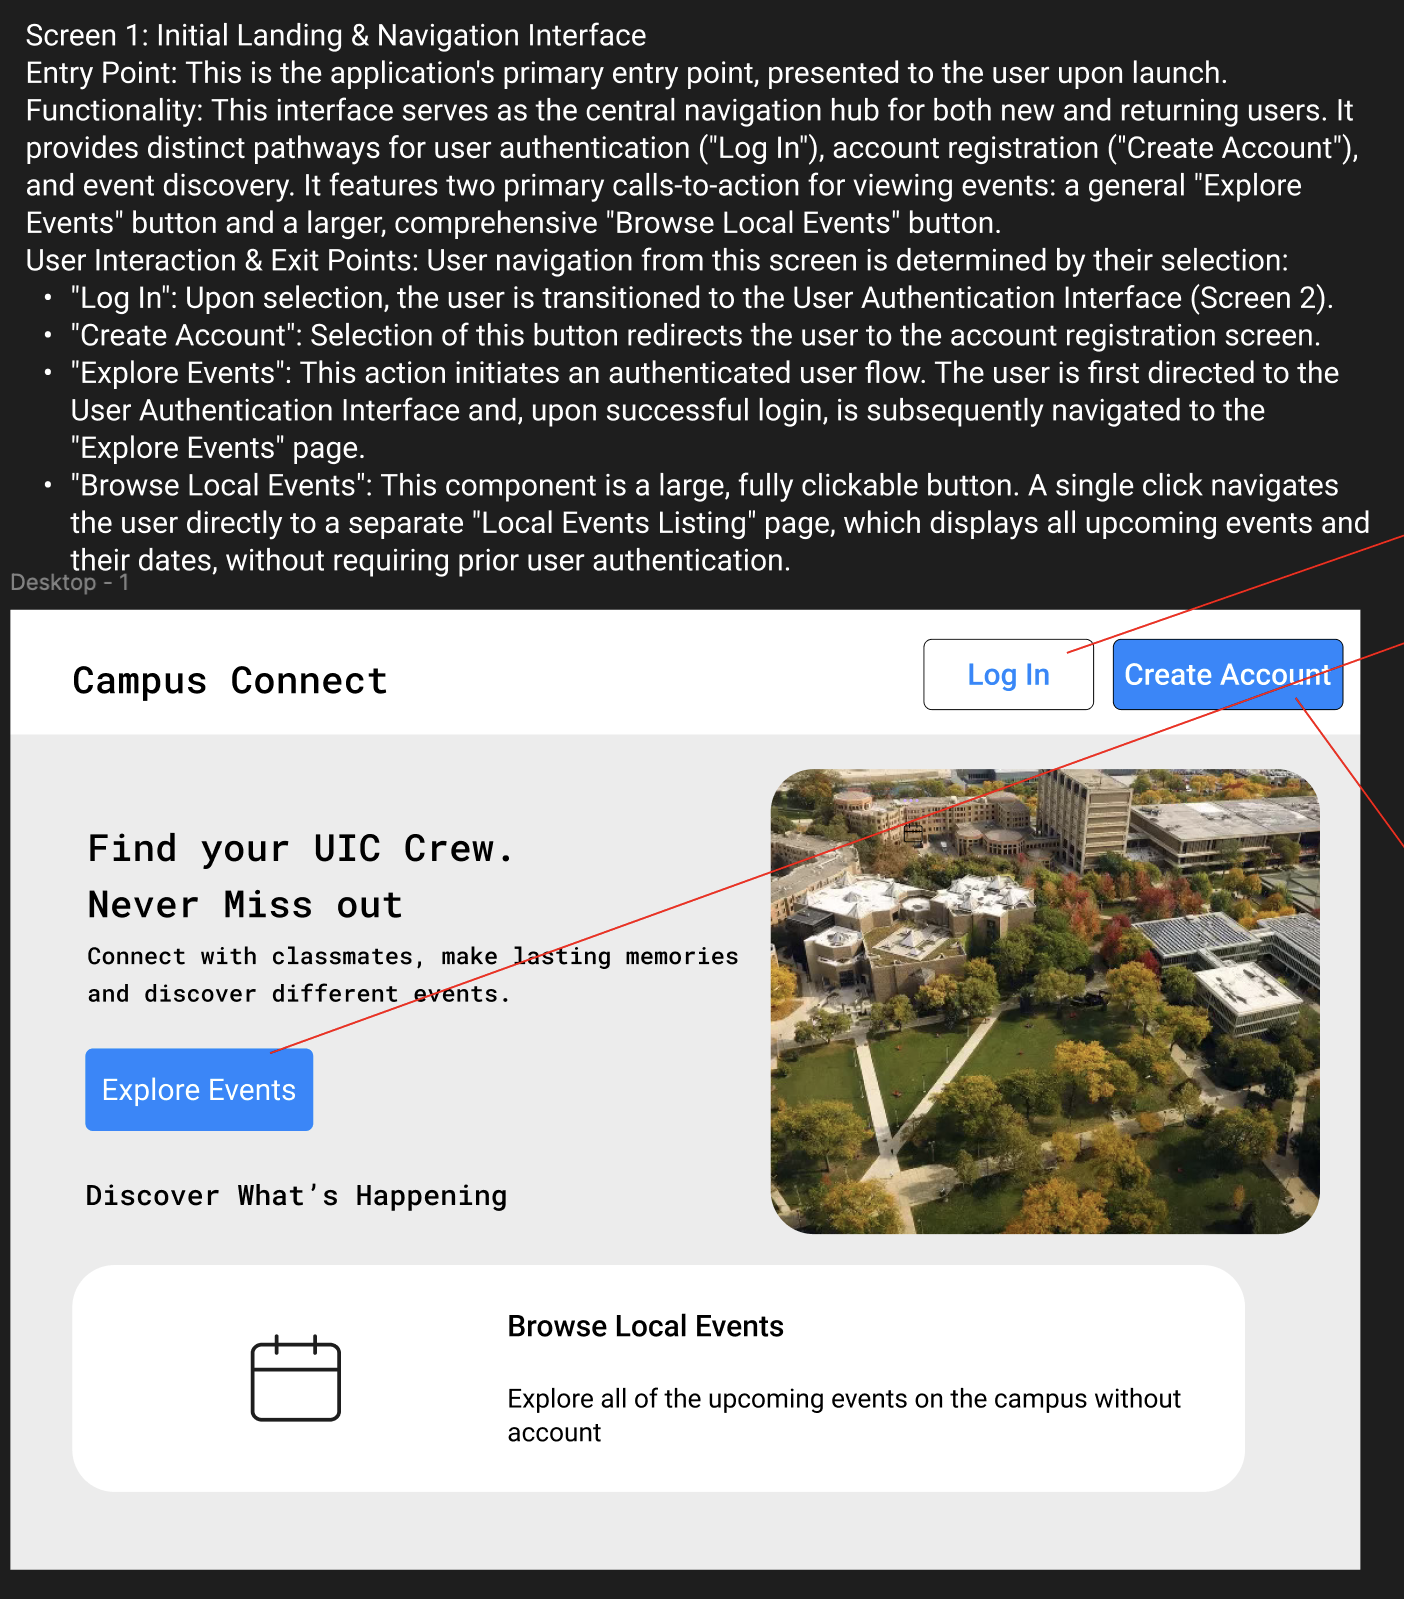 Screen 1: Initial Landing & Navigation Interface
Entry Point: This is the application's primary entry point, presented to the user upon launch.
Functionality: This interface serves as the central navigation hub for both new and returning users. It
provides distinct pathways for user authentication ("Log In"), account registration ("Create Account"),
and event discovery. It features two primary calls-to-action for viewing events: a general "Explore
Events" button and a larger, comprehensive "Browse Local Events" button.
User Interaction & Exit Points: User navigation from this screen is determined by their selection:
• "Log In": Upon selection, the user is transitioned to the User Authentication Interface (Screen 2).
• "Create Account": Selection of this button redirects the user to the account registration screen.
• "Explore Events": This action initiates an authenticated user flow. The user is first directed to the
User Authentication Interface and, upon successful login, is subsequently navigated to the
"Explore Events" page.
• "Browse Local Events": This component is a large, fully clickable button. A single click navigates
the user directly to a separate "Local Events Listing" page, which displays all upcoming events and
their dates, without requiring prior user authentication.
Desktop - 1
Campus Connect
Log In
Create Account
Find your UIC Crew.
Never Miss out
Connect with classmates, make lasting memories
and discover different events.
Explore Events
Discover What’s Happening
Browse Local Events
Explore all of the upcoming events on the campus without
account